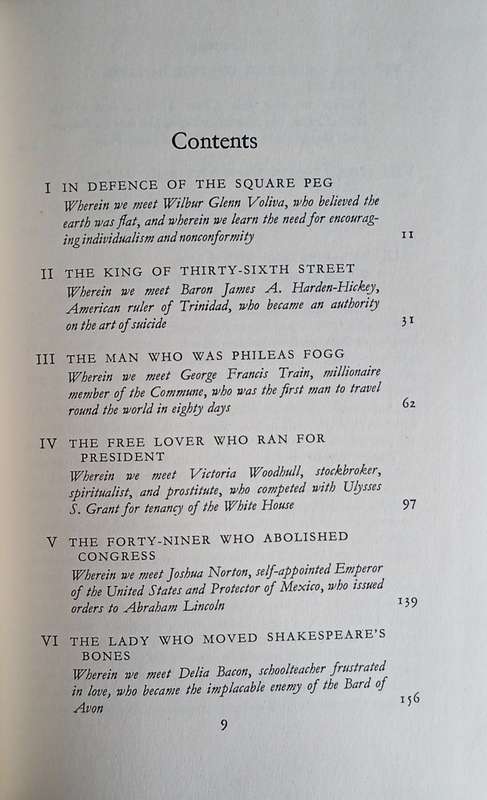 Contents
I IN DEFENCE OF THE SQUARE PEG
Wherein we meet Wilbur Glenn Voliva, who believed the
earth was flat, and wherein we learn the need for encourag-
ing individualism and nonconformity 11
II THE KING OF THIRTY-SIXTH STREET
Wherein we meet Baron James A. Harden-Hickey,
American ruler of Trinidad, who became an authority
on the art of suicide 31
III THE MAN WHO WAS PHILEAS FOGG
Wherein we meet George Francis Train, millionaire
member of the Commune, who was the first man to travel
round the world in eighty days 62
IV THE FREE LOVER WHO RAN FOR
PRESIDENT
Wherein we meet Victoria Woodhull, stockbroker,
spiritualist, and prostitute, who competed with Ulysses
S. Grant for tenancy of the White House 97
V THE FORTY-NINER WHO ABOLISHED
CONGRESS
Wherein we meet Joshua Norton, self-appointed Emperor
of the United States and Protector of Mexico, who issued
orders to Abraham Lincoln 139
VI THE LADY WHO MOVED SHAKESPEARE'S
BONES
Wherein we meet Delia Bacon, schoolteacher frustrated
in love, who became the implacable enemy of the Bard of
Avon 156
9